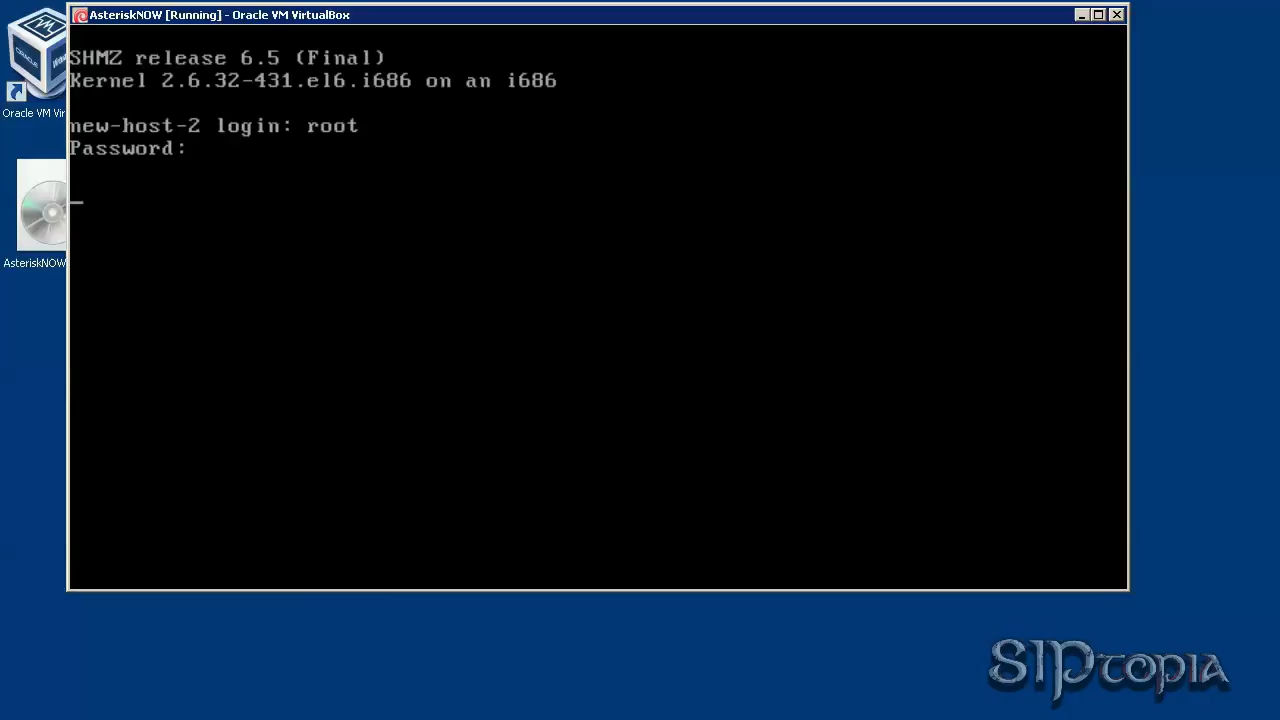 AsteriskNOW [Running] - Oracle VM VirtualBox
SHMZ release 6.5 (Final)
Kernel 2.6.32-431.el6.i686 on an i686
new-host-2 login: root
Password:
Oracle VM Vir
AsteriskNOW
SIPtopia